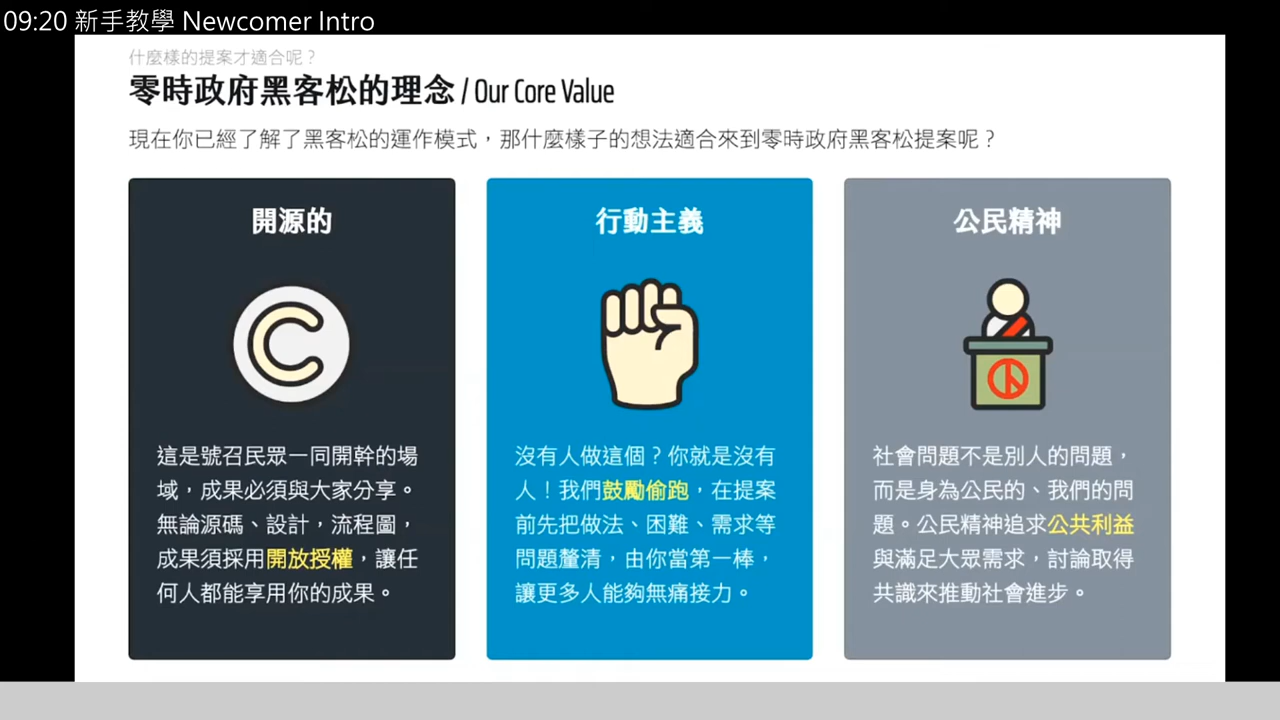 09:20 新手教學 Newcomer Intro
什麼樣的提案才適合呢？
零時政府黑客松的理念 / Our Core Value
現在你已經了解了黑客松的運作模式，那什麼樣子的想法適合來到零時政府黑客松提案呢？
開源的
這是號召民眾一同開幹的場
域，成果必須與大家分享。
無論源碼、設計，流程圖，
成果須採用開放授權，讓任
何人都能享用你的成果。
行動主義
沒有人做這個？你就是沒有
人！我們鼓勵偷跑，在提案
前先把做法、困難、需求等
問題釐清，由你當第一棒，
讓更多人能夠無痛接力。
公民精神
社會問題不是別人的問題，
而是身為公民的、我們的問
題。公民精神追求公共利益
與滿足大眾需求，討論取得
共識來推動社會進步。